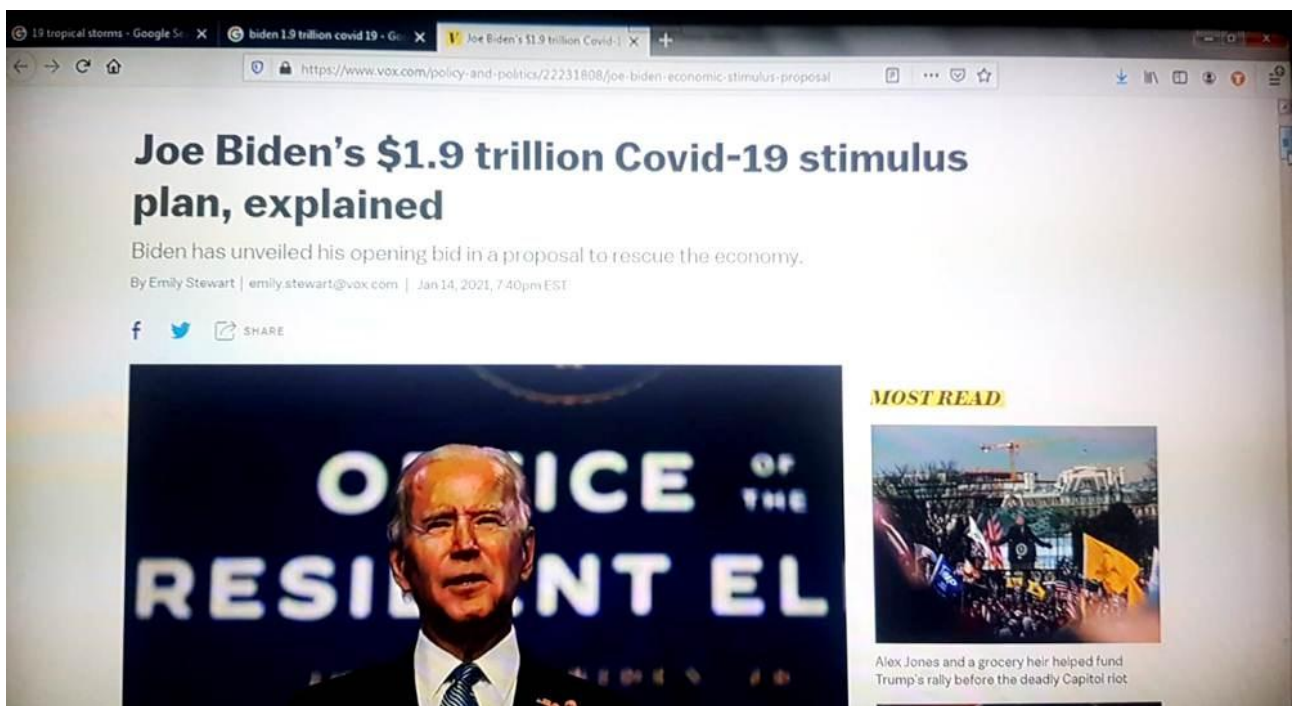 19 tropical storms - Google Se
biden 1.9 trillion covid 19 - Go
Joe Biden's $1.9 trillion Covid-1
https://www.vox.com/policy-and-politics/22231808/joe-biden-economic-stimulus-proposal
Joe Biden's $1.9 trillion Covid-19 stimulus
plan, explained
Biden has unveiled his opening bid in a proposal to rescue the economy.
By Emily Stewart | emily.stewart@vox.com | Jan 14, 2021, 7:40pm EST
SHARE
MOST READ
OFFICE OF
THE
RESIDENT EL
Alex Jones and a grocery heir helped fund
Trump's rally before the deadly Capitol riot